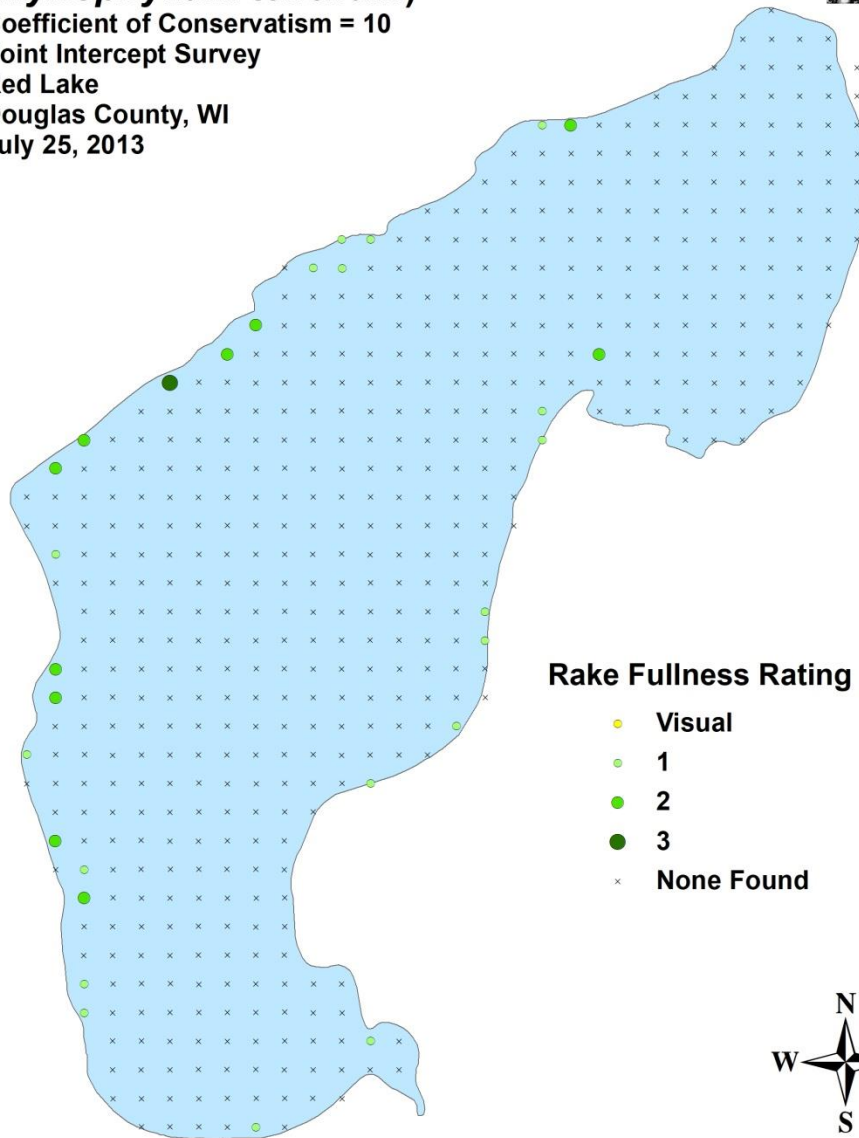 oefficient of Conservatism = 10
oint Intercept Survey
ed Lake
ouglas County, WI
uly 25, 2013
Rake Fullness Rating
Visual
1
2
3
None Found
N
W
S